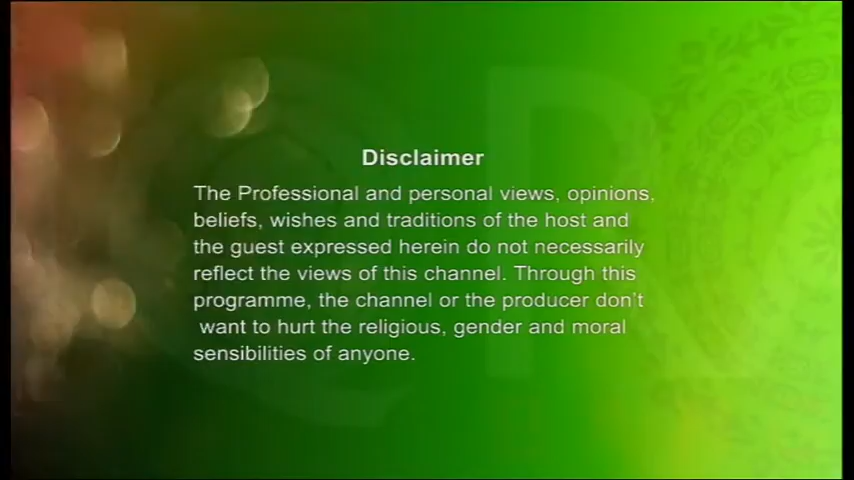 Disclaimer
The Professional and personal views, opinions,
beliefs, wishes and traditions of the host and
the guest expressed herein do not necessarily
reflect the views of this channel. Through this
programme, the channel or the producer don't
want to hurt the religious, gender and moral
sensibilities of anyone.